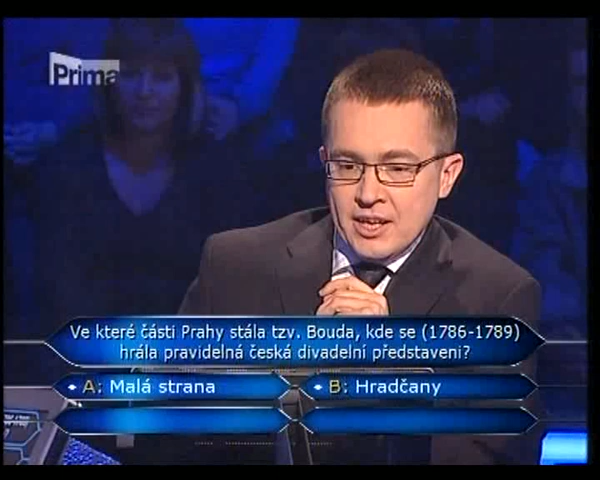 Prima
Ve které části Prahy stála tzv. Bouda, kde se (1786-1789)
hrála pravidelná česká divadelní představeni?
A: Malá strana
B: Hradčany